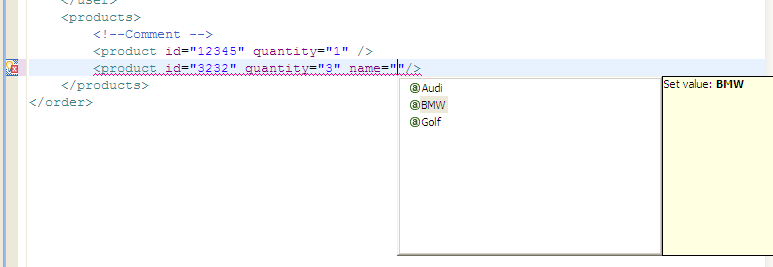 </user>
<products>
<!--Comment -->
<product id="12345" quantity="1" />
<product id="3232" quantity="3" name=""/>
</products>
</order>
@Audi
@BMW
@Golf
Set value: BMW